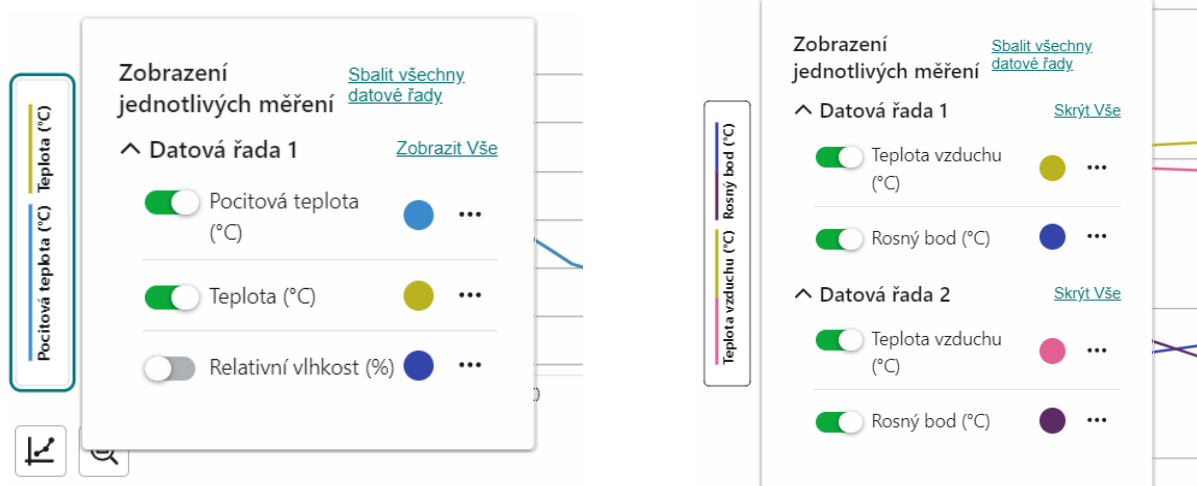 Zobrazení
jednotlivých měření
Sbalit všechny
datové řady
Datová řada 1
Zobrazit Vše
Pocitová teplota
(°C)
Teplota (°C)
Relativní vlhkost (%)
Teplota (°C)
Pocitová teplota (°C)
Zobrazení
jednotlivých měření
Sbalit všechny
datové řady
Datová řada 1
Skrýt Vše
Teplota vzduchu
(°C)
Rosný bod (°C)
Datová řada 2
Skrýt Vše
Teplota vzduchu
(°C)
Rosný bod (°C)
Rosný bod (°C)
Teplota vzduchu (°C)